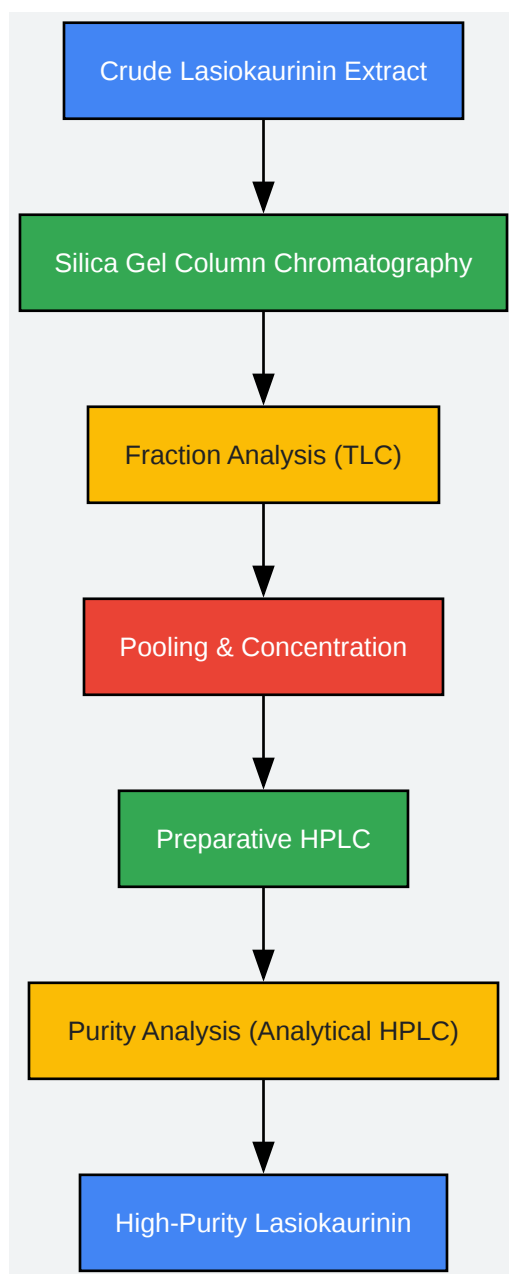 Crude Lasiokaurinin Extract
Silica Gel Column Chromatography
Fraction Analysis (TLC)
Pooling & Concentration
Preparative HPLC
Purity Analysis (Analytical HPLC)
High-Purity Lasiokaurinin